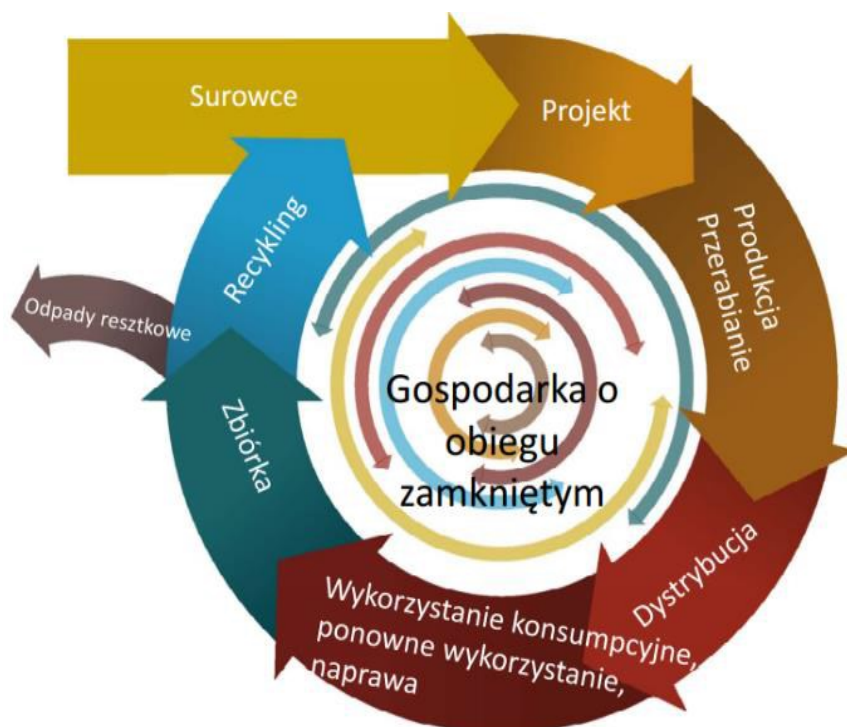 Surowce
Projekt
Produkcja
Przerabianie
Dystrybucja
Wykorzystanie konsumpcyjne,
ponowne wykorzystanie,
naprawa
Zbiórka
Odpady resztkowe
Recykling
Gospodarka o
obiegu
zamkniętym